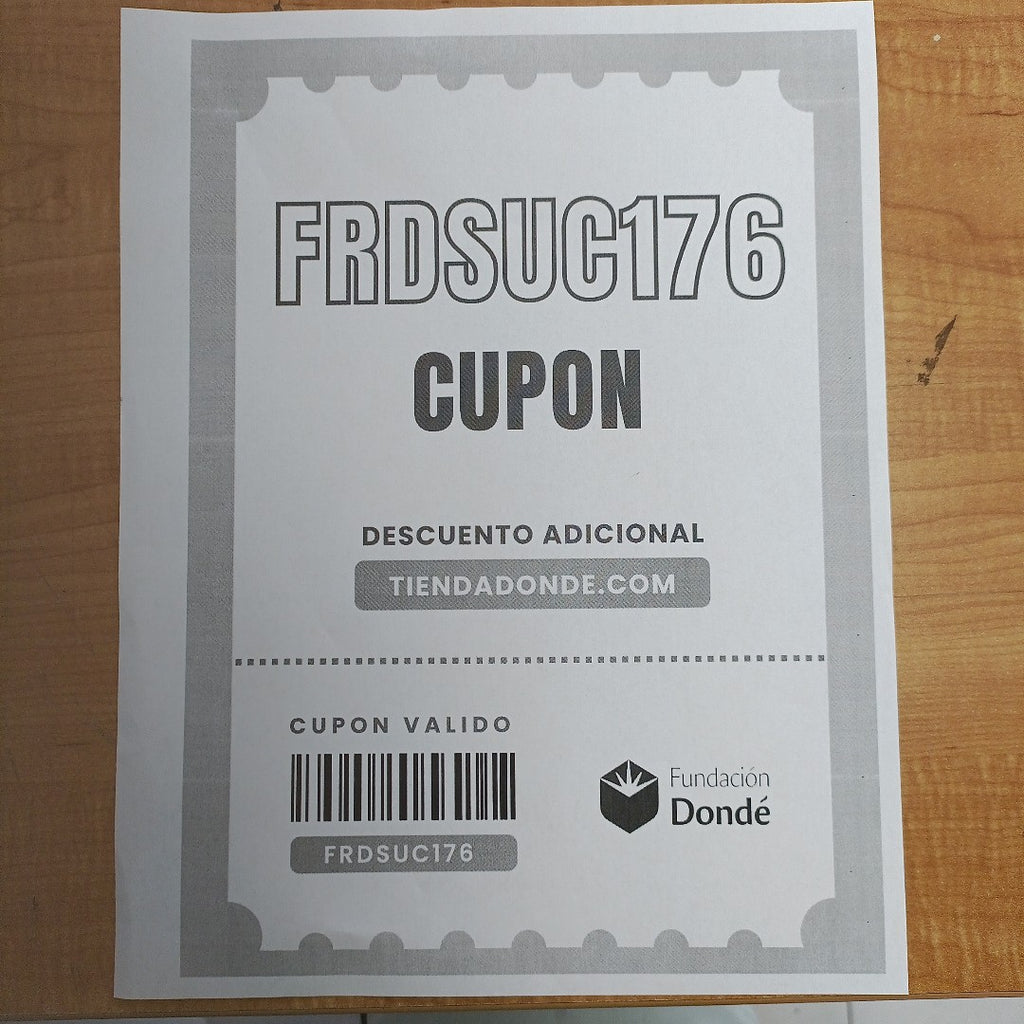 FRDSUC176
CUPON
DESCUENTO ADICIONAL
TIENDADONDE.COM
CUPON VALIDO
FRDSUC176
Fundación
Dondé